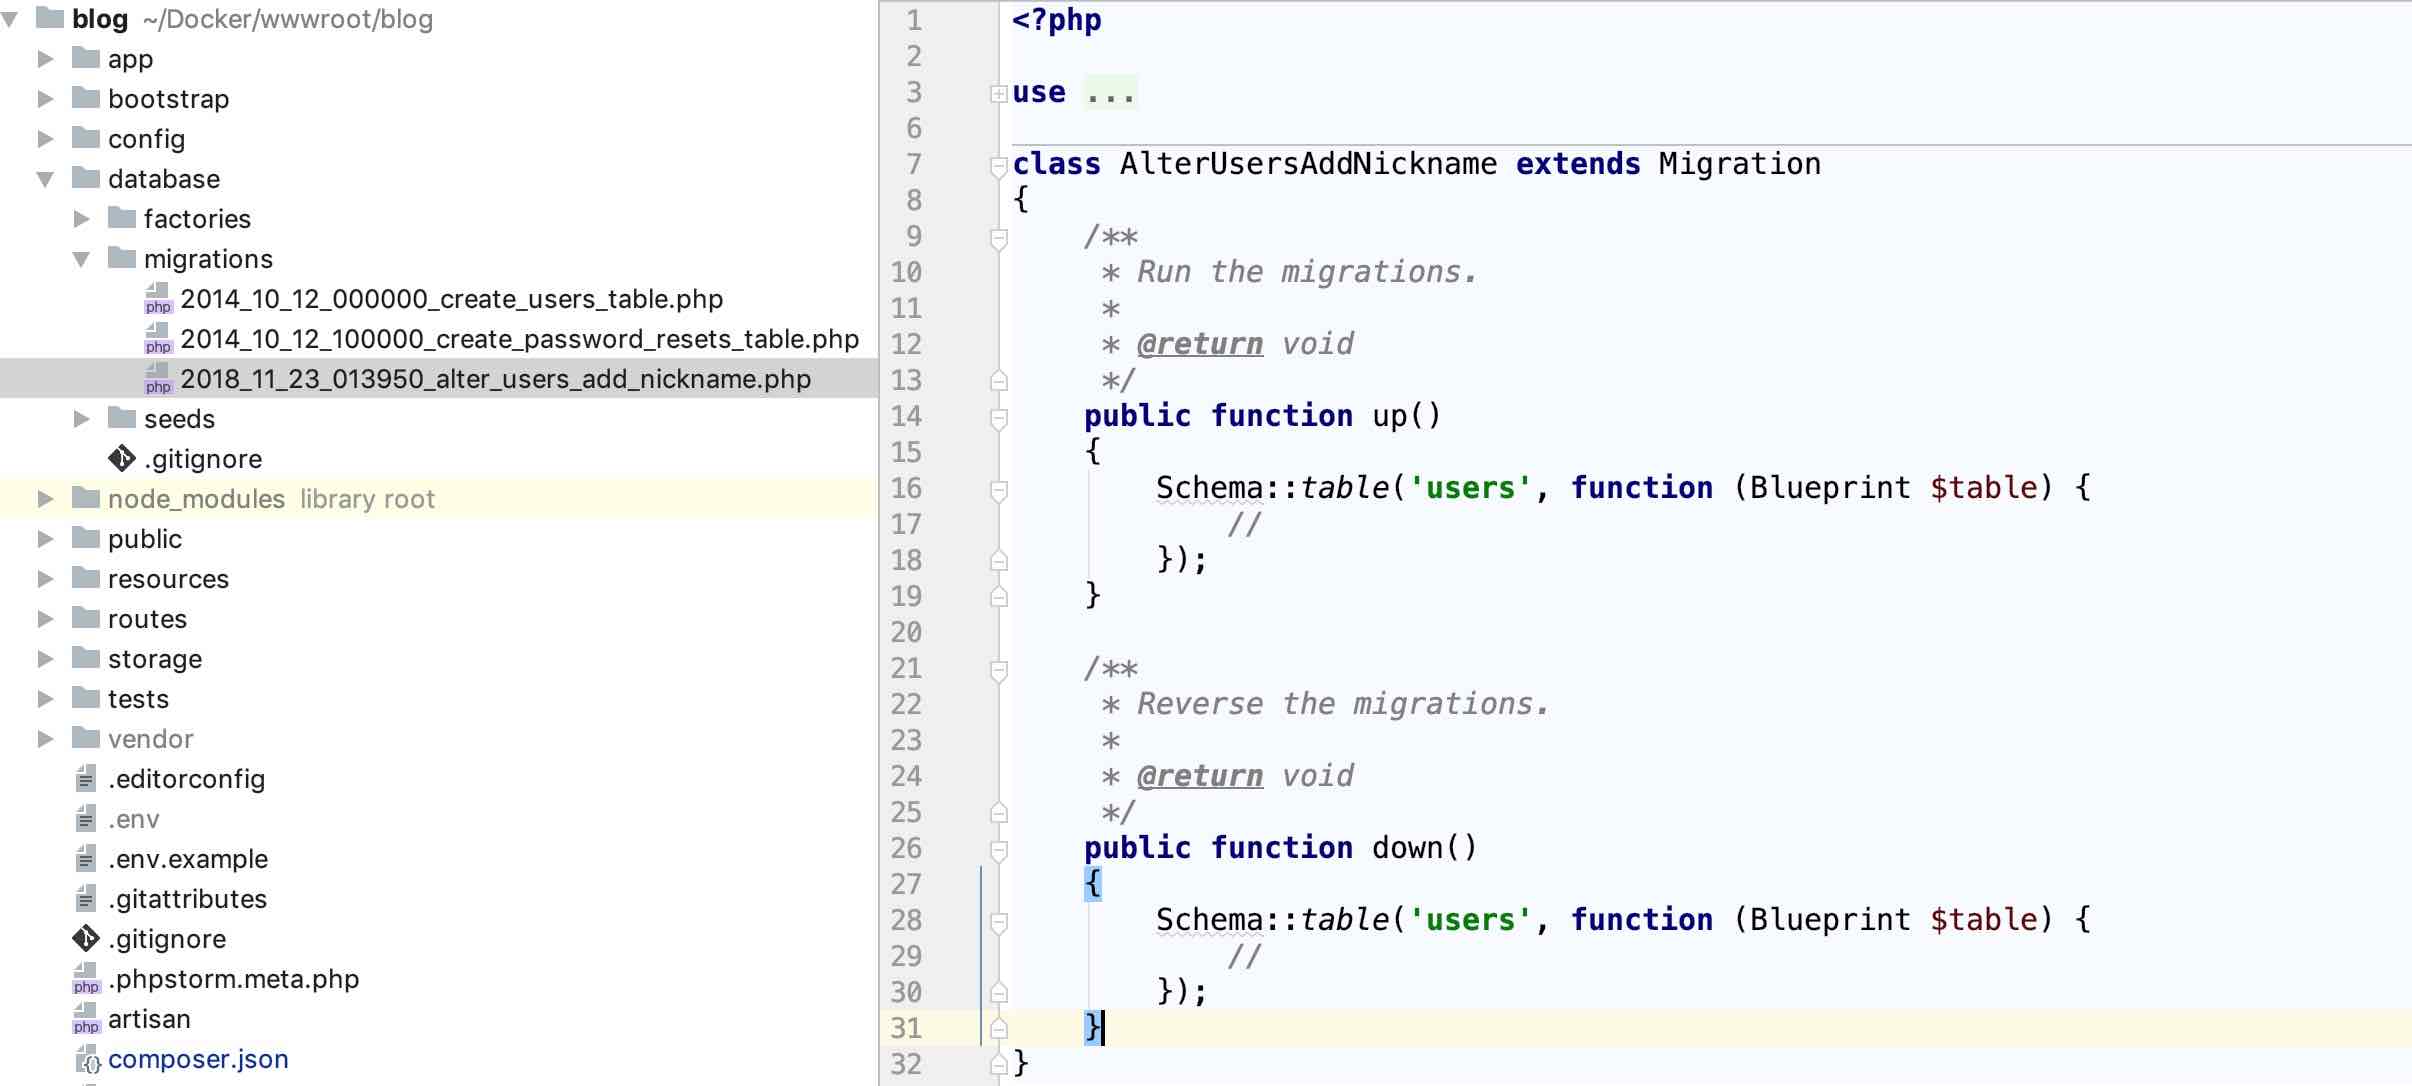 blog ~/Docker/wwwroot/blog
app
bootstrap
config
database
factories
migrations
php 2014_10_12_000000_create_users_table.php
php 2014_10_12_100000_create_password_resets_table.php
php 2018_11_23_013950_alter_users_add_nickname.php
seeds
.gitignore
node_modules library root
public
resources
routes
storage
tests
vendor
.editorconfig
.env
.env.example
.gitattributes
.gitignore
php .phpstorm.meta.php
php artisan
composer.json
1 <?php
2
3 use ...
6
7 class AlterUsersAddNickname extends Migration
8 {
9     /**
10      * Run the migrations.
11      *
12      * @return void
13      */
14     public function up()
15     {
16         Schema::table('users', function (Blueprint $table) {
17             //
18         });
19     }
20
21     /**
22      * Reverse the migrations.
23      *
24      * @return void
25      */
26     public function down()
27     {
28         Schema::table('users', function (Blueprint $table) {
29             //
30         });
31     }
32 }